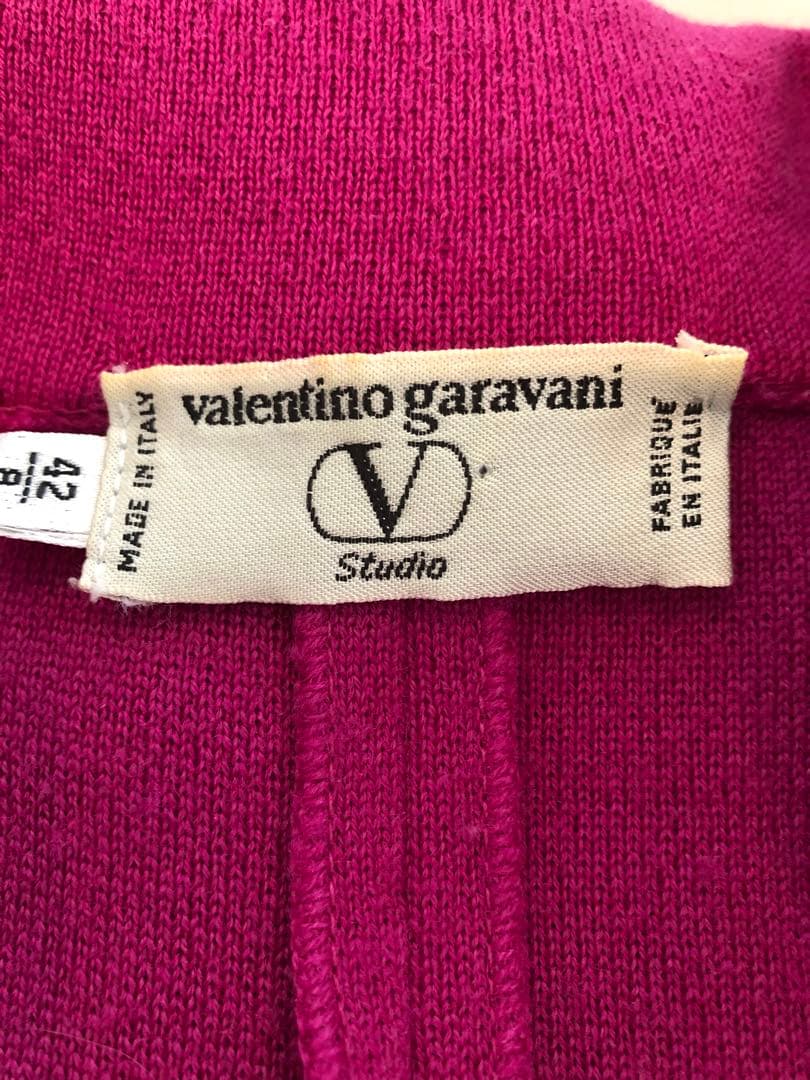 valentino garavani
V
Studio
MADE IN ITALY
FABRIQUÉ
EN ITALIE
42
8